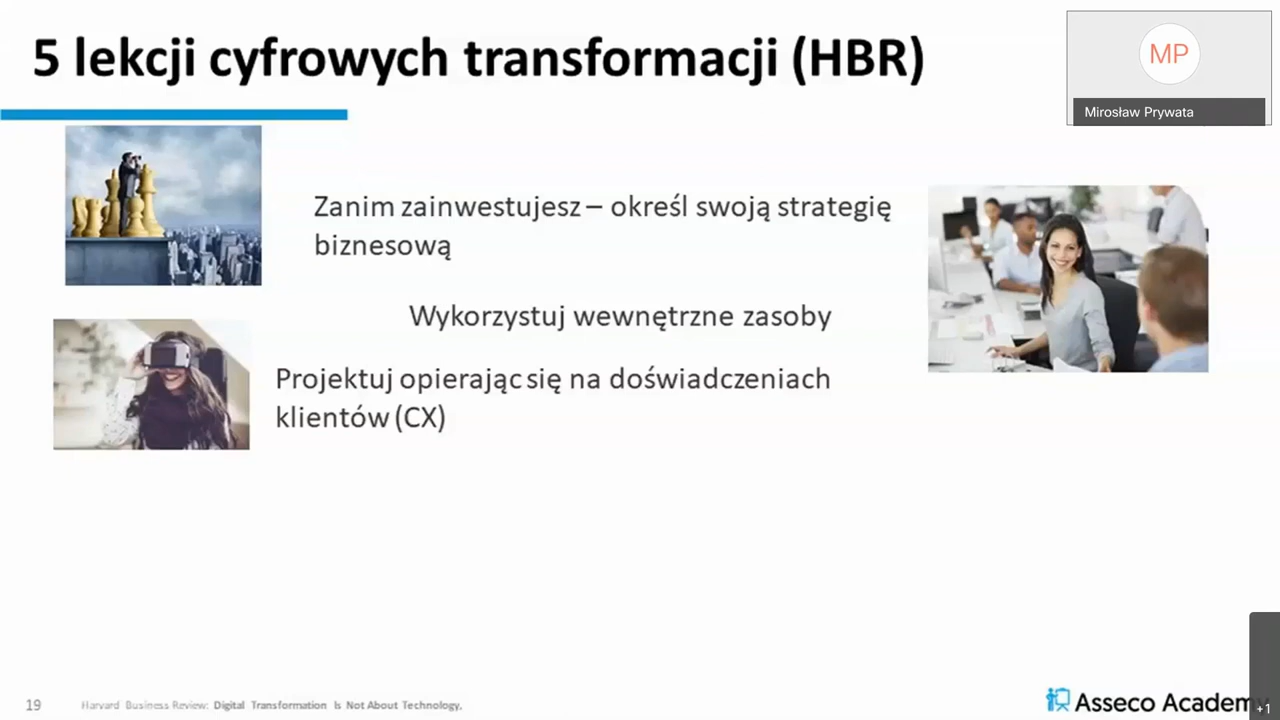 5 lekcji cyfrowych transformacji (HBR)
MP
Mirosław Prywata
Zanim zainwestujesz – określ swoją strategię
biznesową
Wykorzystuj wewnętrzne zasoby
Projektuj opierając się na doświadczeniach
klientów (CX)
19
Harvard Business Review: Digital Transformation Is Not About Technology,
Asseco Academy
+1